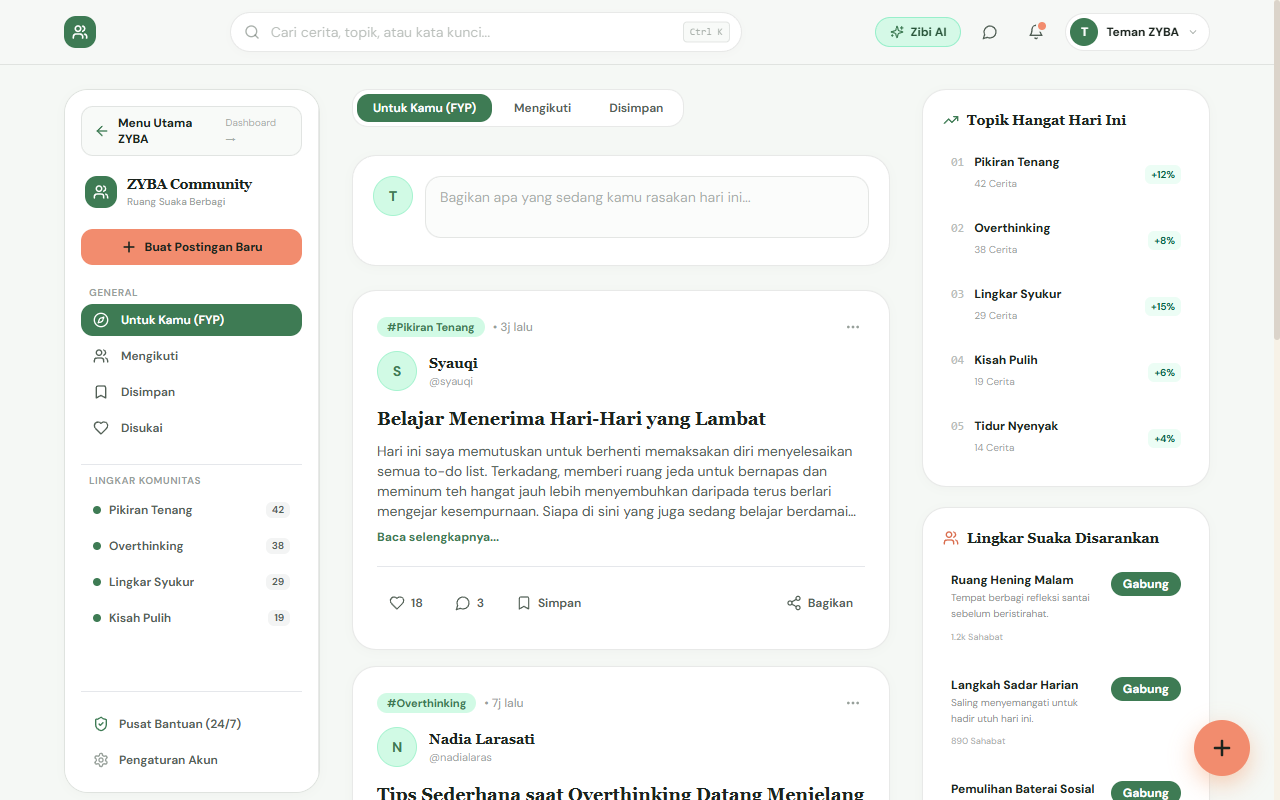 Cari cerita, topik, atau kata kunci...
Ctrl K
Zibi AI
T
Teman ZYBA
Menu Utama ZYBA
Dashboard →
ZYBA Community
Ruang Suaka Berbagi
Buat Postingan Baru
GENERAL
Untuk Kamu (FYP)
Mengikuti
Disimpan
Disukai
LINGKAR KOMUNITAS
Pikiran Tenang 42
Overthinking 38
Lingkar Syukur 29
Kisah Pulih 19
Pusat Bantuan (24/7)
Pengaturan Akun
Untuk Kamu (FYP) Mengikuti Disimpan
T
Bagikan apa yang sedang kamu rasakan hari ini...
#Pikiran Tenang • 3j lalu
S
Syauqi
@syauqi
Belajar Menerima Hari-Hari yang Lambat
Hari ini saya memutuskan untuk berhenti memaksakan diri menyelesaikan
semua to-do list. Terkadang, memberi ruang jeda untuk bernapas dan
meminum teh hangat jauh lebih menyembuhkan daripada terus berlari
mengejar kesempurnaan. Siapa di sini yang juga sedang belajar berdamai...
Baca selengkapnya...
18 3 Simpan Bagikan
#Overthinking • 7j lalu
N
Nadia Larasati
@nadialaras
Tips Sederhana saat Overthinking Datang Menjelang
Topik Hangat Hari Ini
01 Pikiran Tenang
42 Cerita
+12%
02 Overthinking
38 Cerita
+8%
03 Lingkar Syukur
29 Cerita
+15%
04 Kisah Pulih
19 Cerita
+6%
05 Tidur Nyenyak
14 Cerita
+4%
Lingkar Suaka Disarankan
Ruang Hening Malam
Tempat berbagi refleksi santai
sebelum beristirahat.
1.2k Sahabat
Gabung
Langkah Sadar Harian
Saling menyemangati untuk
hadir utuh hari ini.
890 Sahabat
Gabung
Pemulihan Baterai Sosial
Gabung